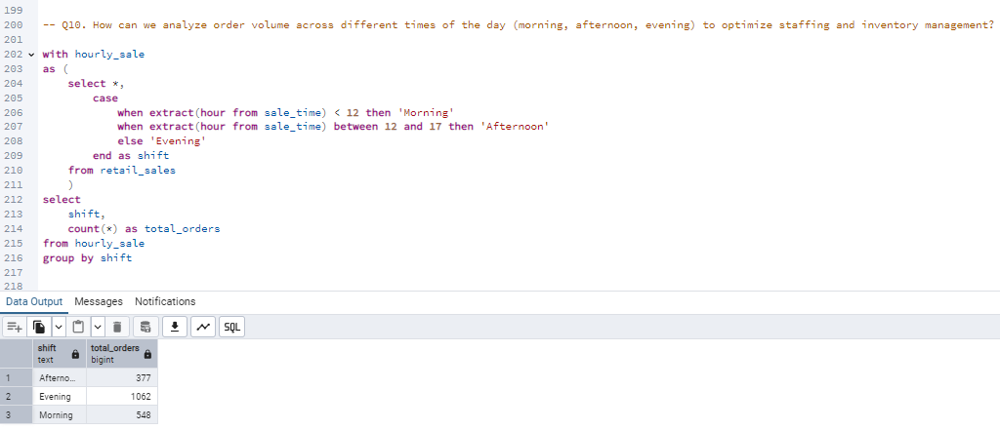 199
200 -- Q10. How can we analyze order volume across different times of the day (morning, afternoon, evening) to optimize staffing and inventory management?
201
202 with hourly_sale
203 as (
204 select *,
205 case
206 when extract(hour from sale_time) < 12 then 'Morning'
207 when extract(hour from sale_time) between 12 and 17 then 'Afternoon'
208 else 'Evening'
209 end as shift
210 from retail_sales
211 )
212 select
213 shift,
214 count(*) as total_orders
215 from hourly_sale
216 group by shift
217
218
Data Output Messages Notifications
SQL
shift total_orders
text bigint
1 Afterno... 377
2 Evening 1062
3 Morning 548